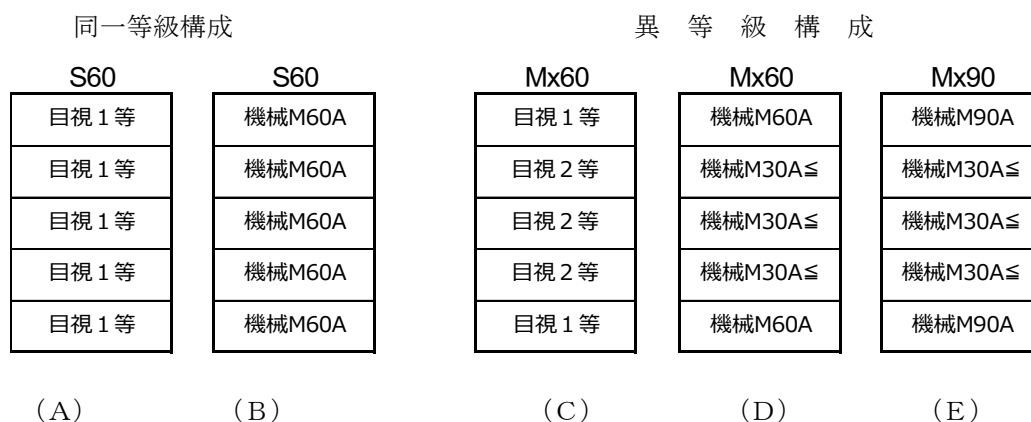 同一等級構成 異等級構成
S60 S60 Mx60 Mx60 Mx90
目視1等 機械M60A 目視1等 機械M60A 機械M90A
目視1等 機械M60A 目視2等 機械M30A≦ 機械M30A≦
目視1等 機械M60A 目視2等 機械M30A≦ 機械M30A≦
目視1等 機械M60A 目視2等 機械M30A≦ 機械M30A≦
目視1等 機械M60A 目視1等 機械M60A 機械M90A
(A) (B) (C) (D) (E)